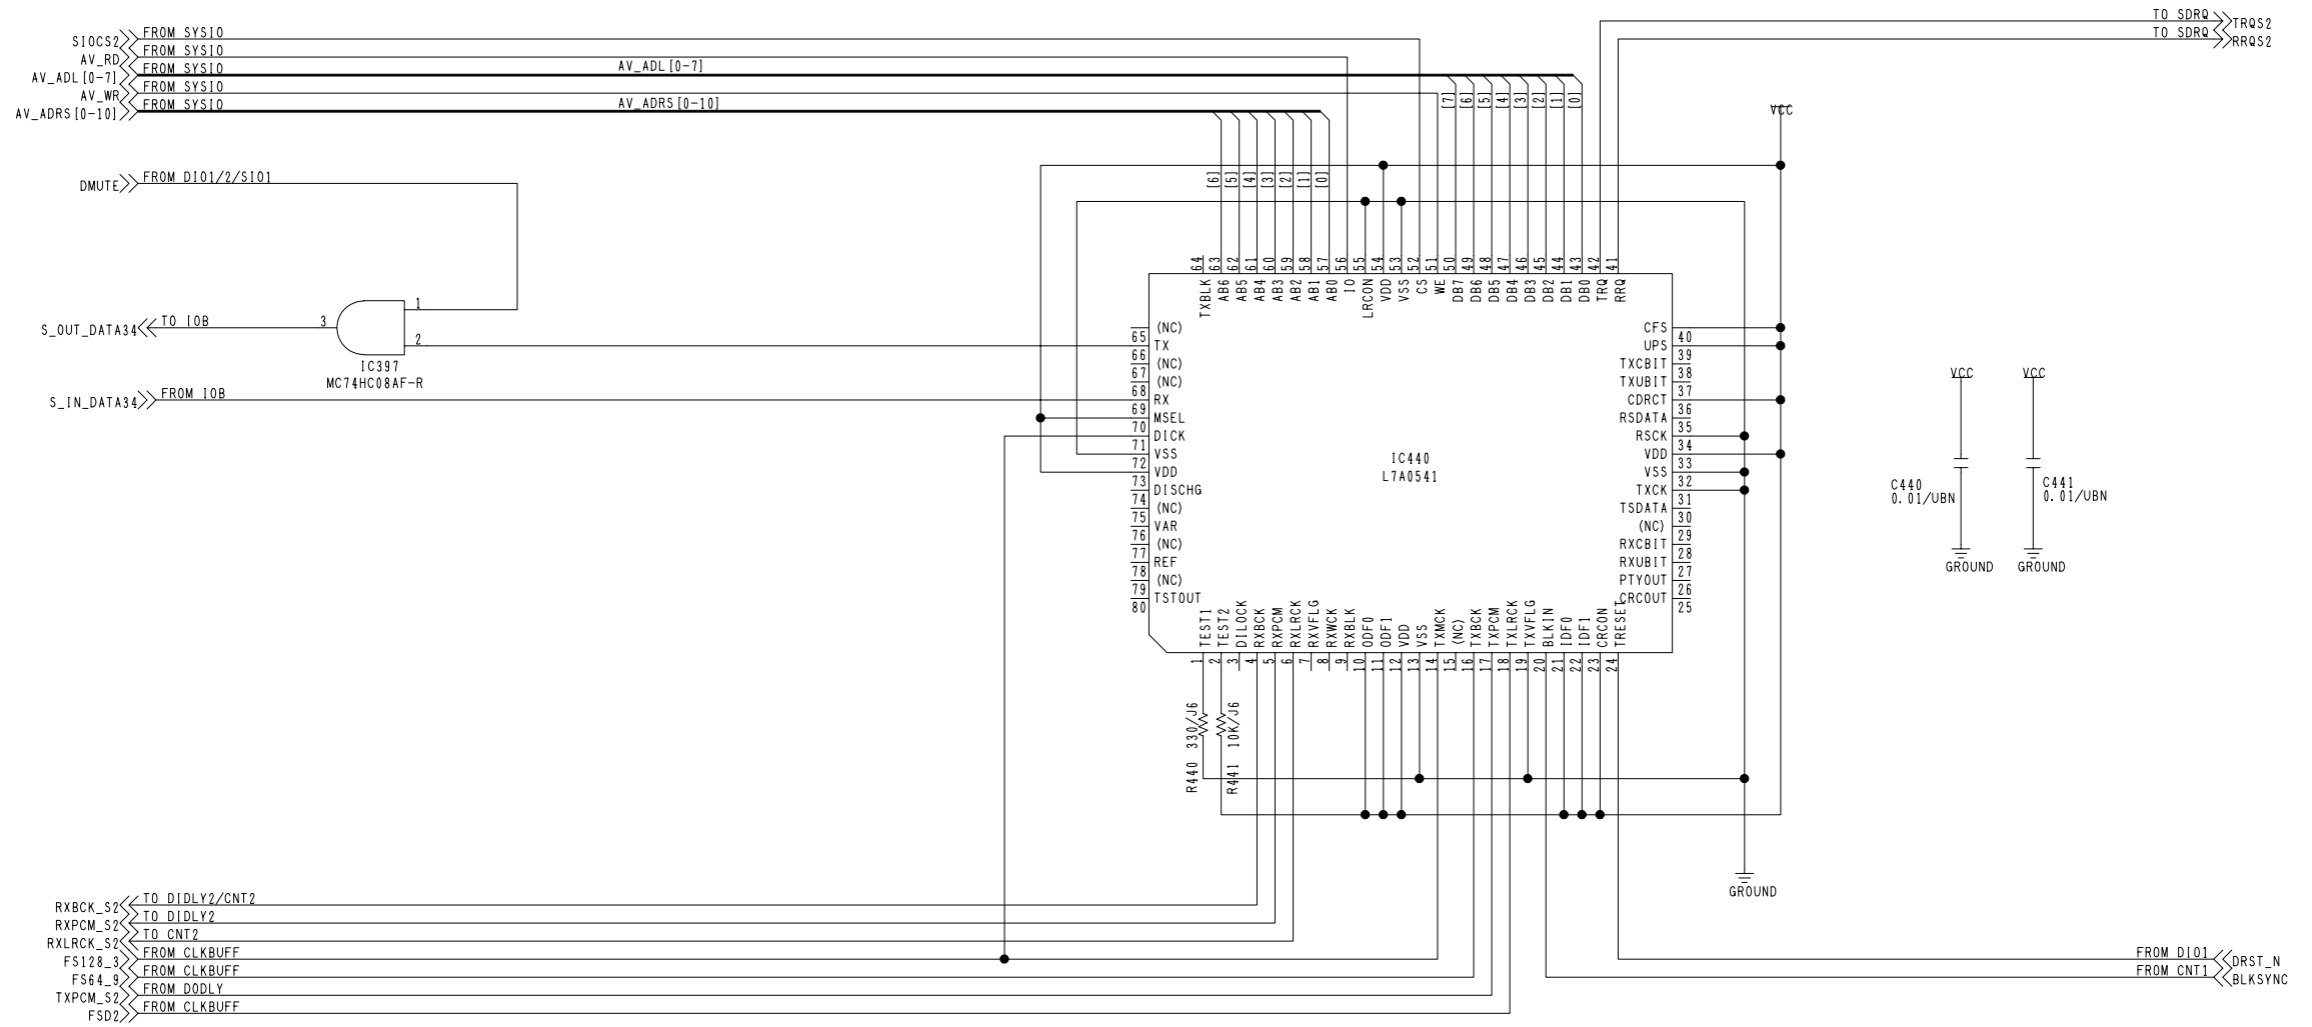 SIOCS2 FROM SYSIO
AV_RD FROM SYSIO
AV_ADL[0-7] FROM SYSIO AV_ADL[0-7]
AV_WR FROM SYSIO
AV_ADRS[0-10] FROM SYSIO AV_ADRS[0-10]
TO SDRQ TRQS2
TO SDRQ RRQS2
[7] [6] [5] [4] [3] [2] [1] [0]
VCC
[6] [5] [4] [3] [2] [1] [0]
DMUTE FROM DIO1/2/SIO1
S_OUT_DATA34 TO IOB 3
1
2
IC397
MC74HC08AF-R
S_IN_DATA34 FROM IOB
64 63 62 61 60 59 58 57 56 55 54 53 52 51 50 49 48 47 46 45 44 43 42 41
TXBLK AB6 AB5 AB4 AB3 AB2 AB1 AB0 IO LRCON VDD VSS CS WE DB7 DB6 DB5 DB4 DB3 DB2 DB1 DB0 TRQ RRQ
65 (NC)
66 TX
67 (NC)
68 (NC)
69 RX
70 MSEL
71 DICK
72 VSS
73 VDD
74 DISCHG
75 (NC)
76 VAR
77 (NC)
78 REF
79 (NC)
80 TSTOUT
IC440
L7A0541
CFS 40
UPS 39
TXCBIT 38
TXUBIT 37
CDRCT 36
RSDATA 35
RSCK 34
VDD 33
VSS 32
TXCK 31
TSDATA 30
(NC) 29
RXCBIT 28
RXUBIT 27
PTYOUT 26
CRCOUT 25
TEST1 TEST2 DILOCK RXBCK RXPCM RXLRCK RXVFLG RXWCK RXBLK ODF0 ODF1 VDD VSS TXMCK (NC) TXBCK TXPCM TXLRCK TXVFLG BLKIN IDF0 IDF1 CRCON TRESET
1 2 3 4 5 6 7 8 9 10 11 12 13 14 15 16 17 18 19 20 21 22 23 24
R440 330/J6
R441 10K/J6
VCC
C440
0.01/UBN
GROUND
VCC
C441
0.01/UBN
GROUND
GROUND
RXBCK_S2 TO DIDLY2/CNT2
RXPCM_S2 TO DIDLY2
RXLRCK_S2 TO CNT2
FS128_3 FROM CLKBUFF
FS64_9 FROM CLKBUFF
TXPCM_S2 FROM DODLY
FSD2 FROM CLKBUFF
FROM DIO1 DRST_N
FROM CNT1 BLKSYNC